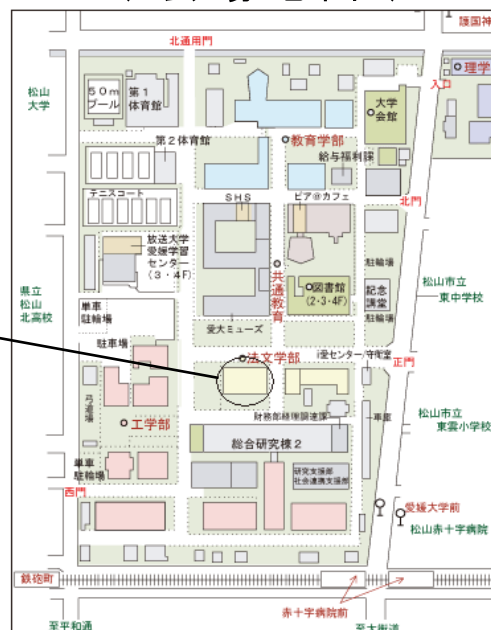 護国神
北通用門
松山
大学
50m
プール
第1
体育館
大学
会館
入口
理学
教育学部
第2体育館
給与福利課
テニスコート
SHS
ピア@カフェ
北門
放送大学
愛媛学習
センター
(3・4F)
共通教育
図書館
(2・3・4F)
駐輪場
記念
講堂
駐輪場
松山市立
東中学校
県立
松山
北高校
単車
駐輪場
愛大ミューズ
駐車場
法文学部
i愛センター/守衛室
正門
弓道場
工学部
財務部経理調達課
車庫
松山市立
東雲小学校
総合研究棟2
単車
駐輪場
研究支援部
社会連携支援部
西門
愛媛大学前
松山赤十字病院
鉄砲町
赤十字病院前
至平和通
至大街道